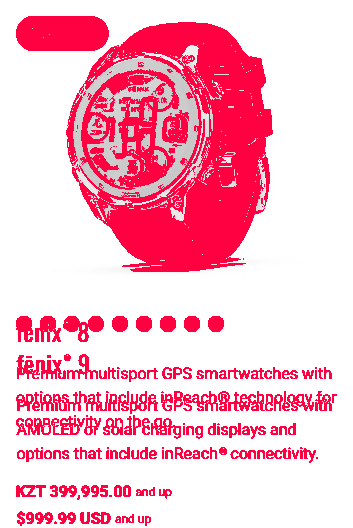 fēnix® 8
fēnix® 9
Premium multisport GPS smartwatches with
options that include inReach® technology for
connectivity on the go.
Premium multisport GPS smartwatches with
AMOLED or solar charging displays and
options that include inReach® connectivity.
KZT 399,995.00 and up
$999.99 USD and up